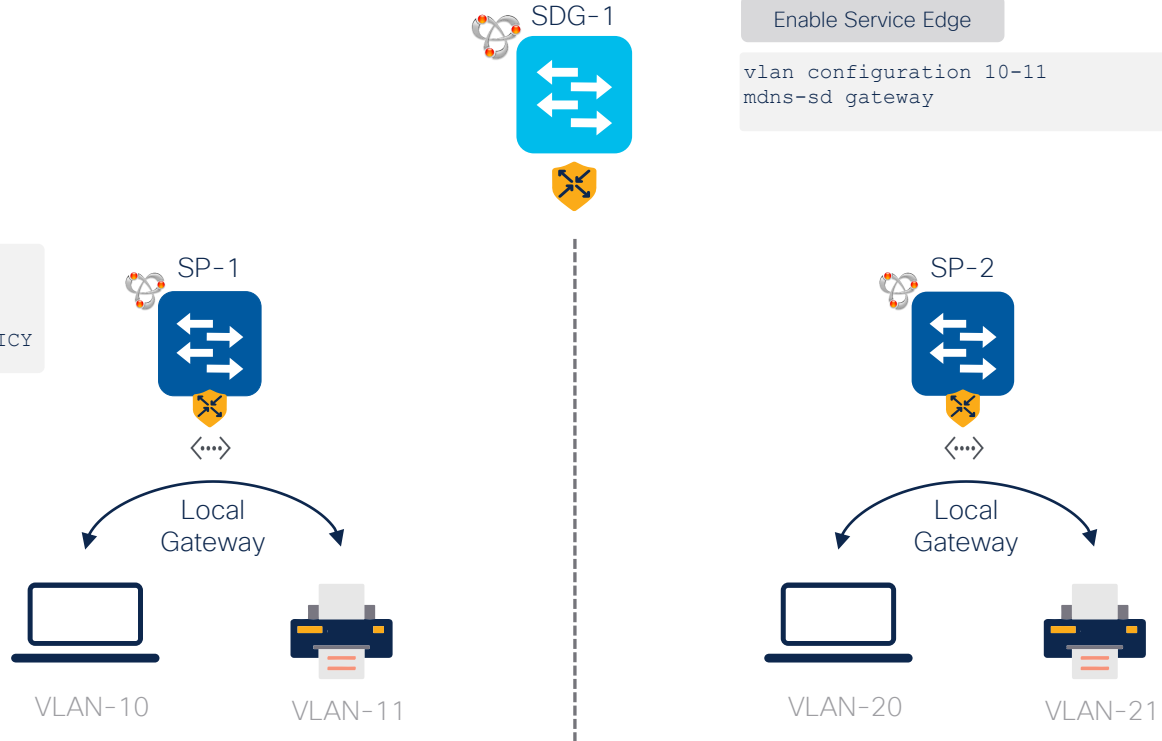 SDG-1
Enable Service Edge
vlan configuration 10-11
mdns-sd gateway
SP-1
SP-2
ICY
Local
Gateway
Local
Gateway
VLAN-10
VLAN-11
VLAN-20
VLAN-21